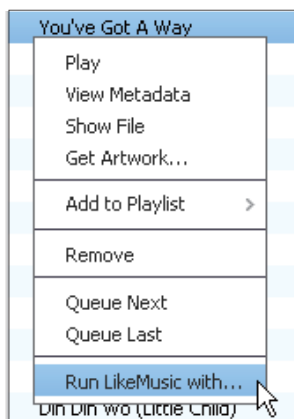 You've Got A Way
Play
View Metadata
Show File
Get Artwork...
Add to Playlist >
Remove
Queue Next
Queue Last
Run LikeMusic with...
Din Din Wo (Little Child)